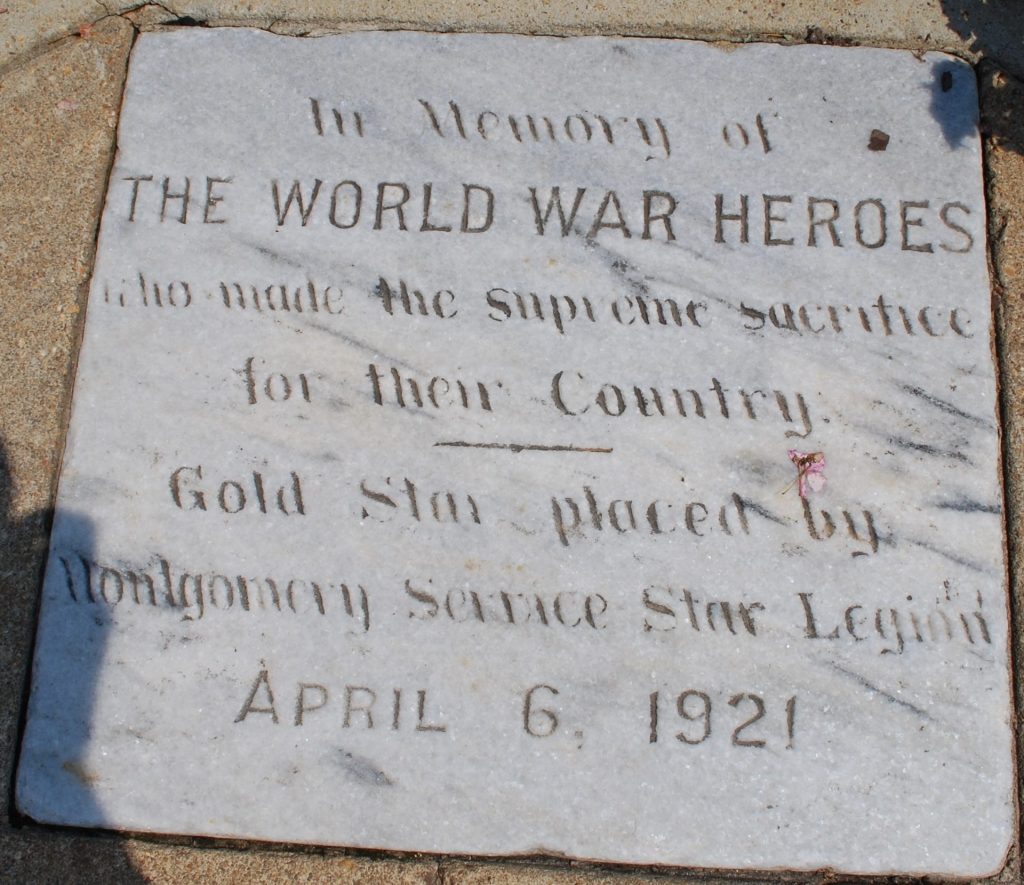 In Memory of
THE WORLD WAR HEROES
who made the supreme sacrifice
for their Country.
Gold Star placed by
Montgomery Service Star Legion
APRIL 6, 1921